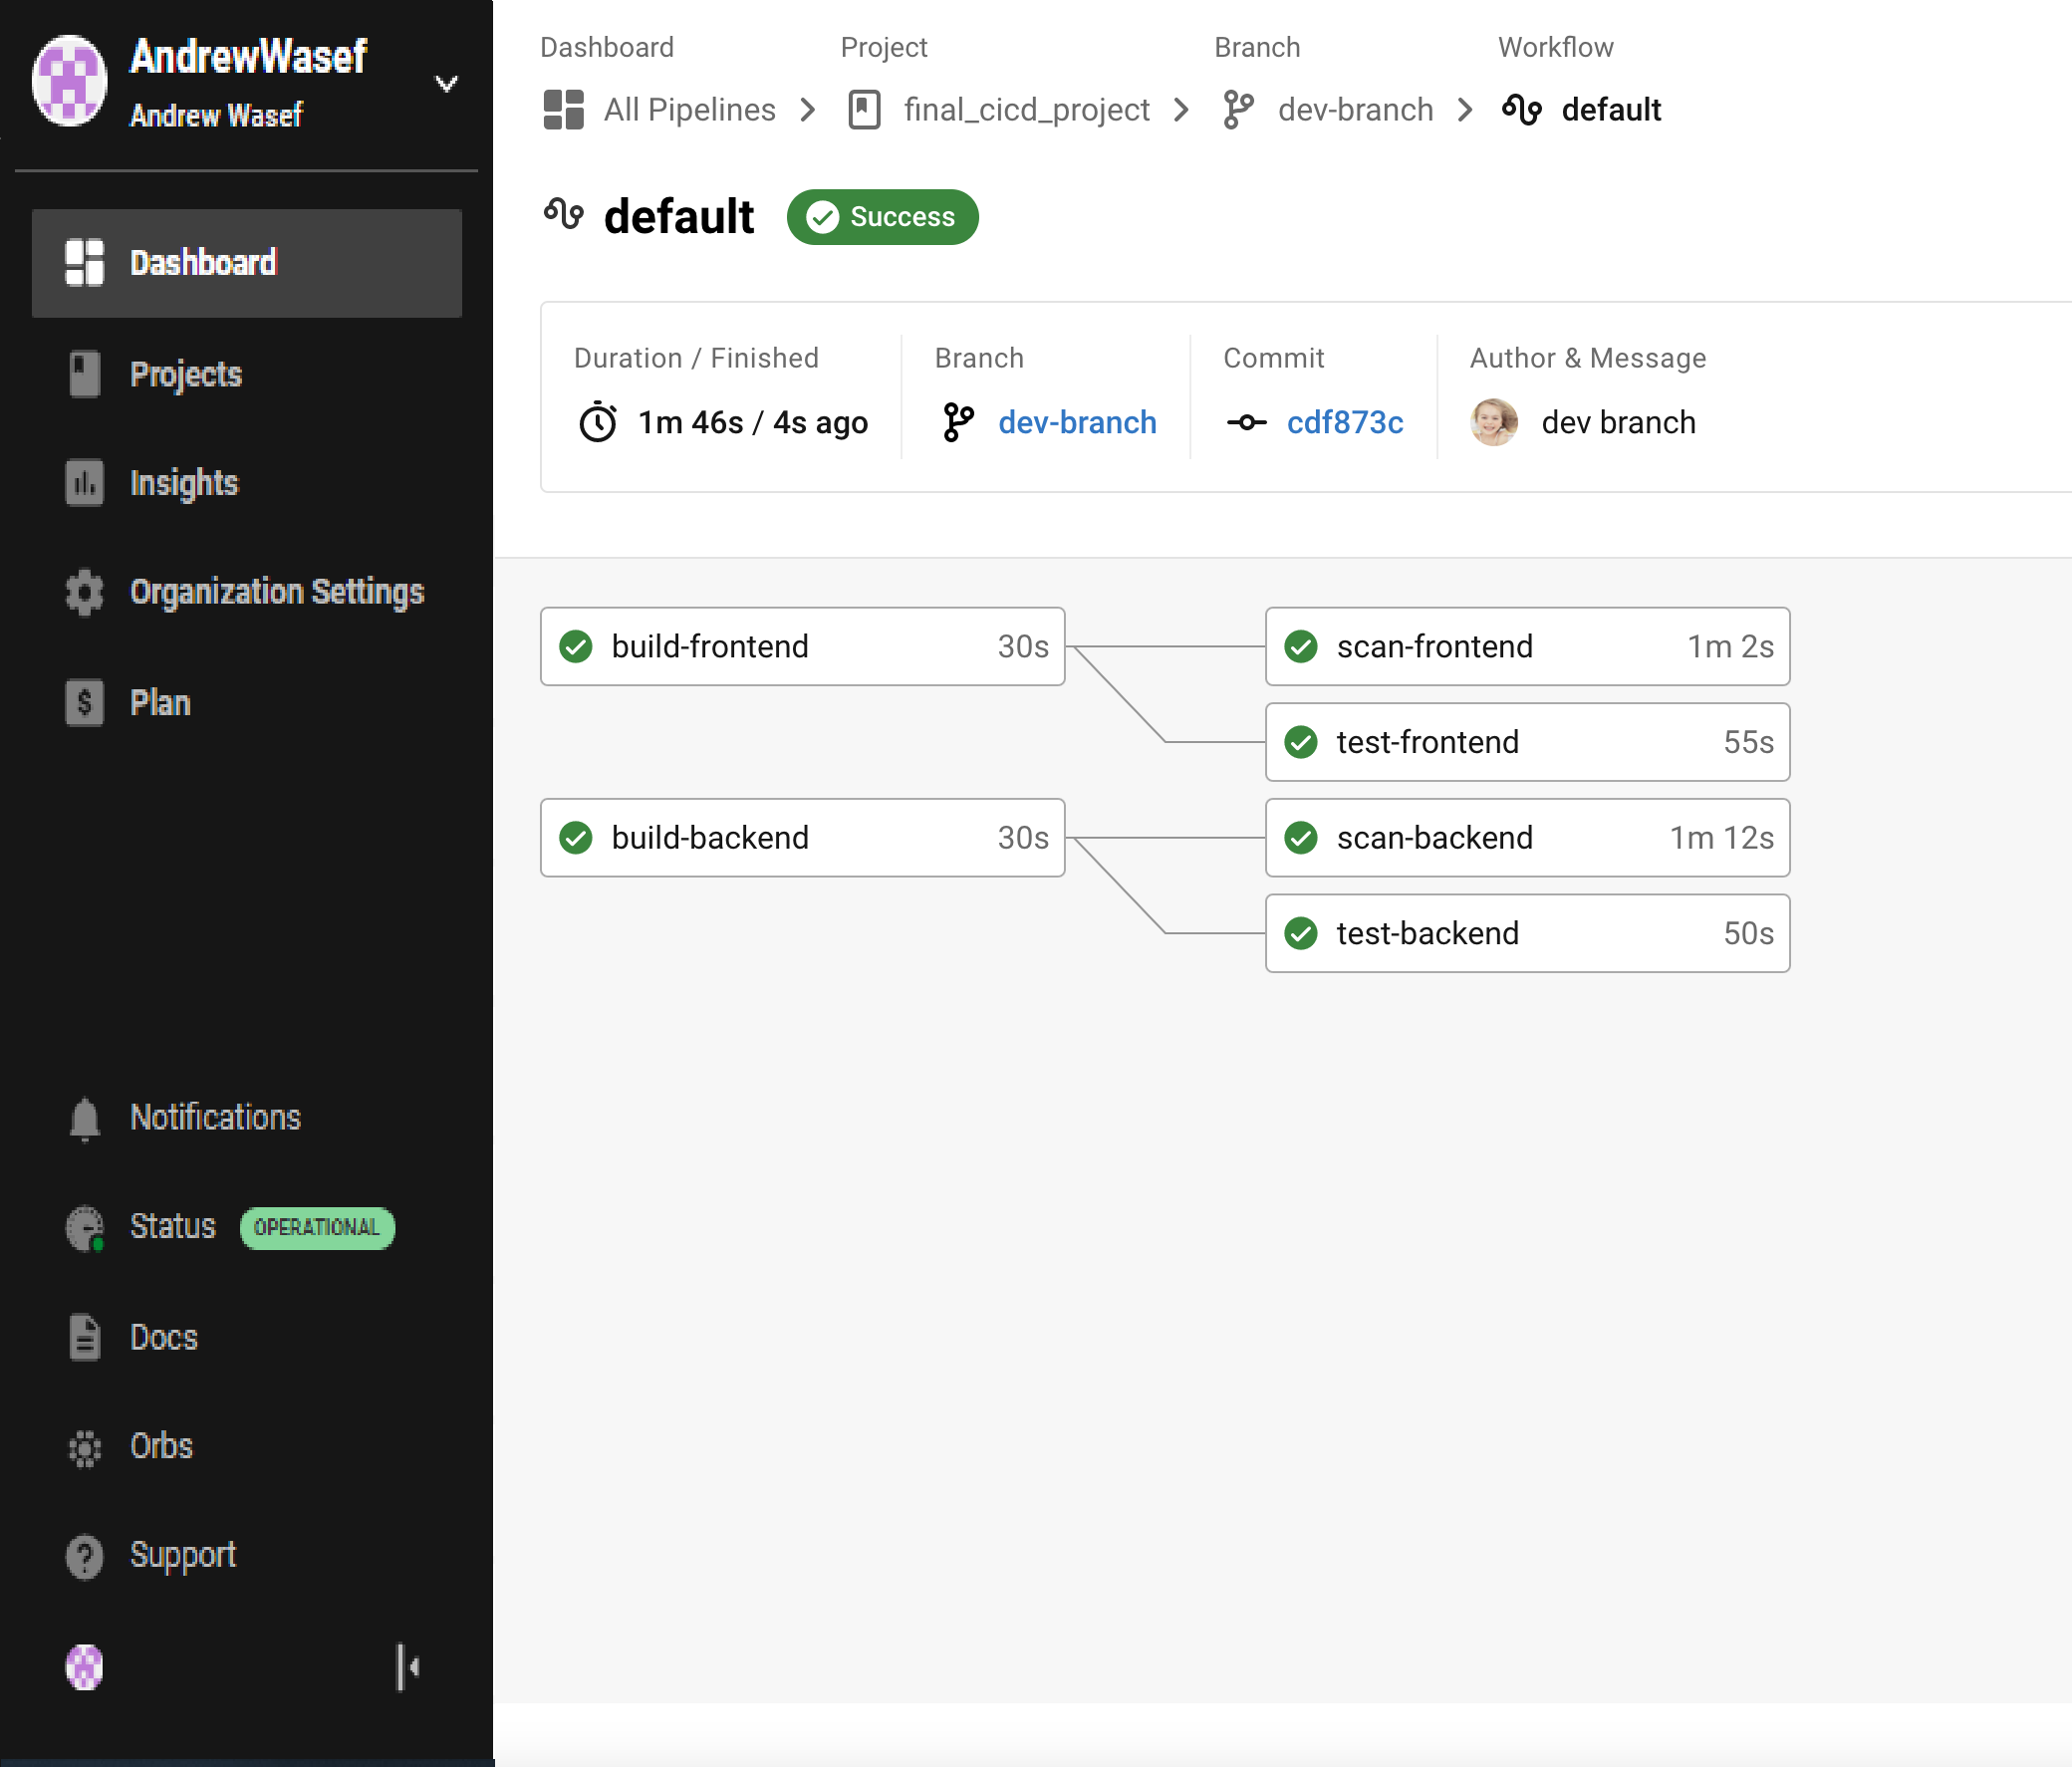 AndrewWasef
Andrew Wasef
Dashboard
Projects
Insights
Organization Settings
Plan
Notifications
Status OPERATIONAL
Docs
Orbs
Support
Dashboard Project Branch Workflow
All Pipelines final_cicd_project dev-branch default
default Success
Duration / Finished Branch Commit Author & Message
1m 46s / 4s ago dev-branch cdf873c dev branch
build-frontend 30s scan-frontend 1m 2s
test-frontend 55s
build-backend 30s scan-backend 1m 12s
test-backend 50s